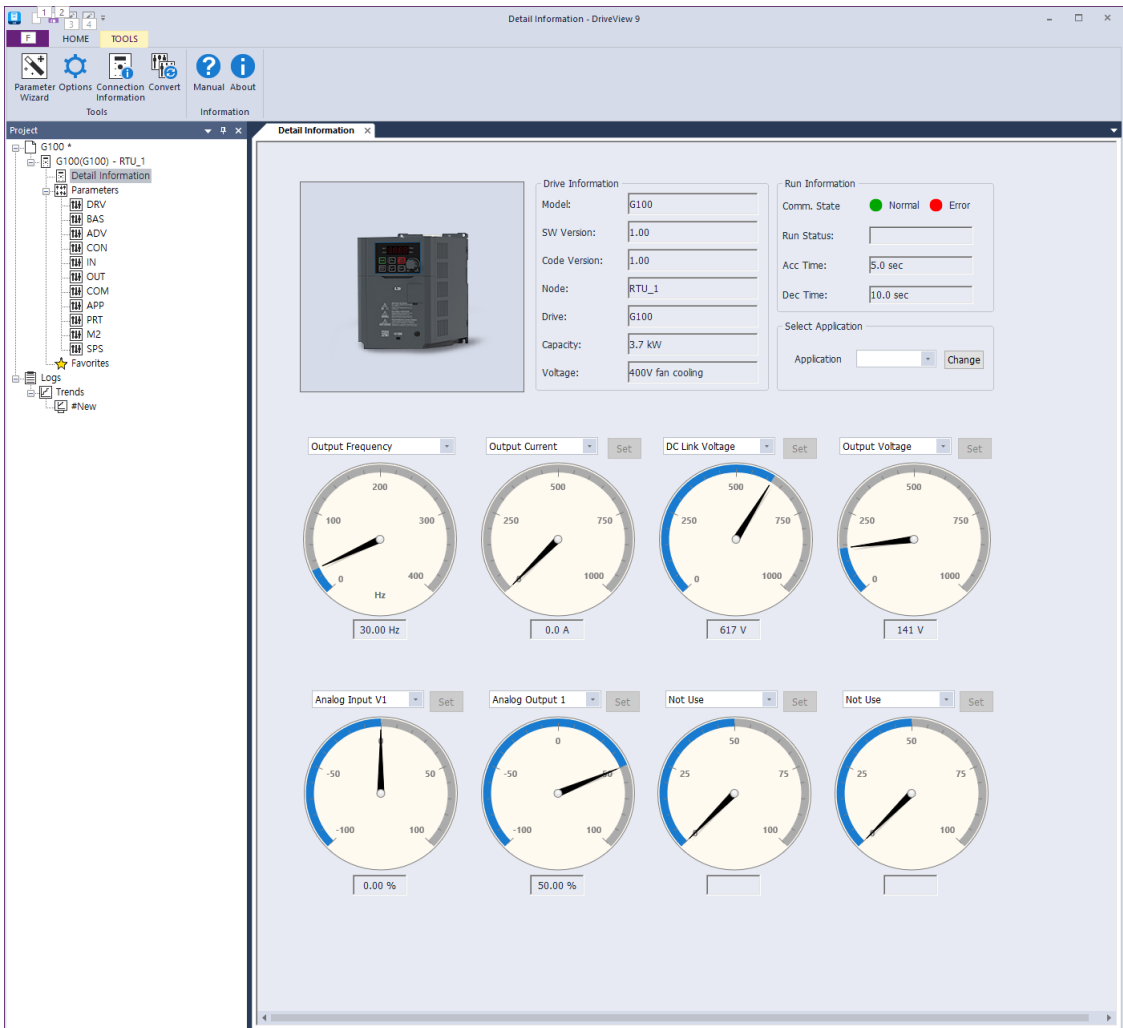 Detail Information - DriveView 9
1 2
3 4
F HOME TOOLS
Parameter Wizard Options Connection Information Convert Manual About
Tools Information
Project
G100 *
G100(G100) - RTU_1
Detail Information
Parameters
DRV
BAS
ADV
CON
IN
OUT
COM
APP
PRT
M2
SPS
Favorites
Logs
Trends
#New
Detail Information
Drive Information
Model: G100
SW Version: 1.00
Code Version: 1.00
Node: RTU_1
Drive: G100
Capacity: 3.7 kW
Voltage: 400V fan cooling
Run Information
Comm. State Normal Error
Run Status:
Acc Time: 5.0 sec
Dec Time: 10.0 sec
Select Application
Application Change
Output Frequency
0 100 200 300 400
Hz
30.00 Hz
Output Current Set
0 250 500 750 1000
0.0 A
DC Link Voltage Set
0 250 500 750 1000
617 V
Output Voltage Set
0 250 500 750 1000
141 V
Analog Input V1 Set
-100 -50 0 50 100
0.00 %
Analog Output 1 Set
-100 -50 0 50 100
50.00 %
Not Use Set
0 25 50 75 100
Not Use Set
0 25 50 75 100